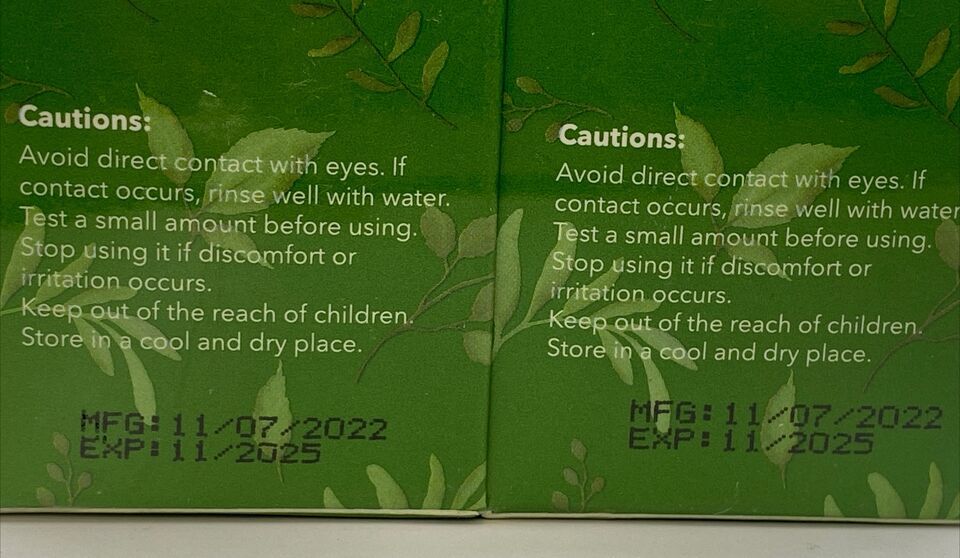 Cautions:
Avoid direct contact with eyes. If
contact occurs, rinse well with water.
Test a small amount before using.
Stop using it if discomfort or
irritation occurs.
Keep out of the reach of children.
Store in a cool and dry place.
MFG:11/07/2022
EXP:11/2025
Cautions:
Avoid direct contact with eyes. If
contact occurs, rinse well with water
Test a small amount before using.
Stop using it if discomfort or
irritation occurs.
Keep out of the reach of children.
Store in a cool and dry place.
MFG:11/07/2022
EXP:11/2025